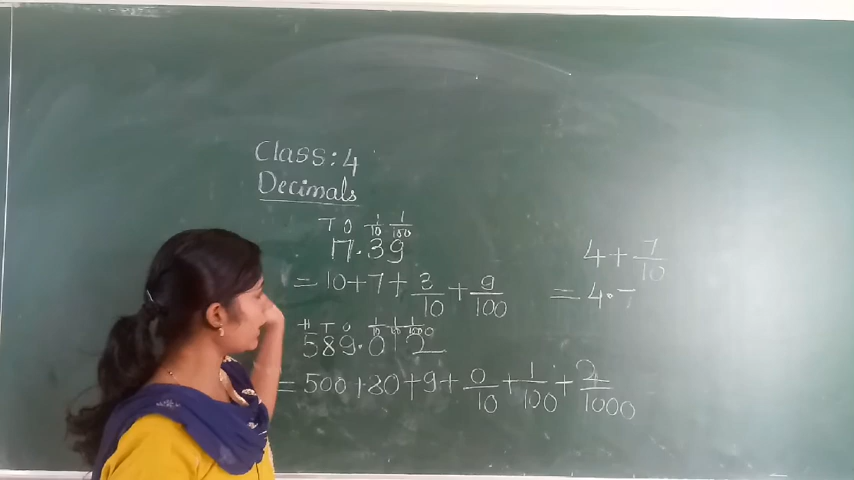 Class: 4
Decimals
T O 1/10 1/100
17.39
= 10+7+3/10+9/100
H T O 1/10 1/100 1/1000
589.012
= 500+80+9+0/10+1/100+2/1000
4+7/10
= 4.7